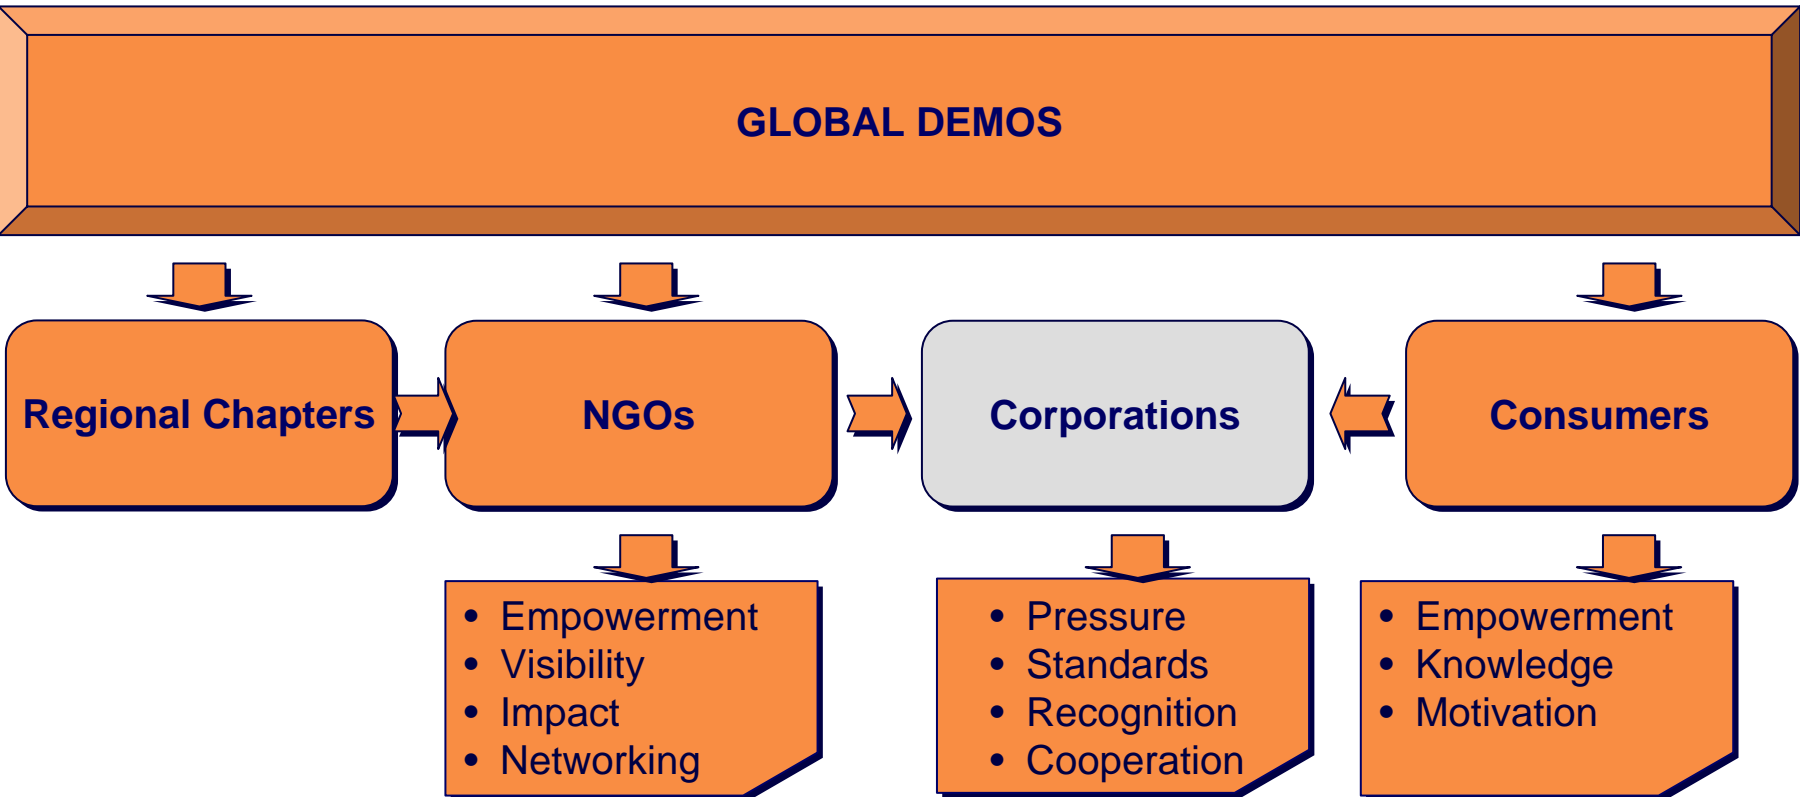 GLOBAL DEMOS
Regional Chapters
NGOs
Corporations
Consumers
• Empowerment
• Visibility
• Impact
• Networking
• Pressure
• Standards
• Recognition
• Cooperation
• Empowerment
• Knowledge
• Motivation